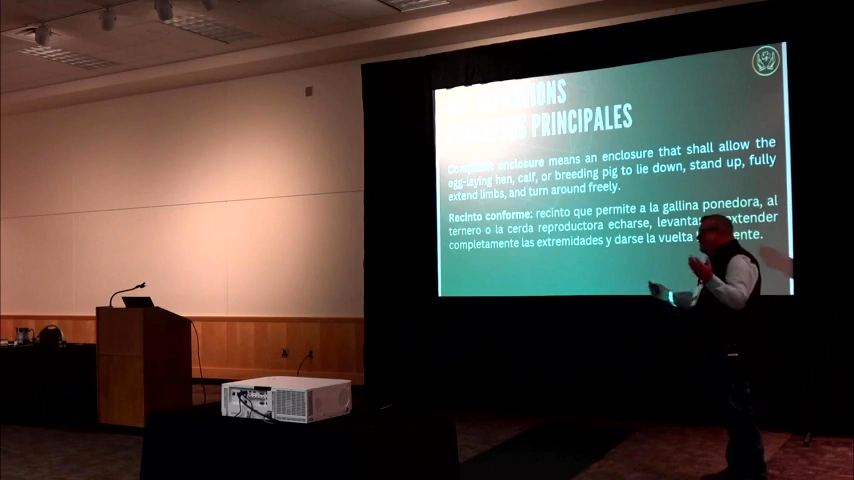 PRINCIPALES
enclosure means an enclosure that shall allow the
egg-laying hen, calf, or breeding pig to lie down, stand up, fully
extend limbs, and turn around freely.
Recinto conforme: recinto que permite a la gallina ponedora, al
ternero o la cerda reproductora echarse, extender
completamente las extremidades y darse la vuelta